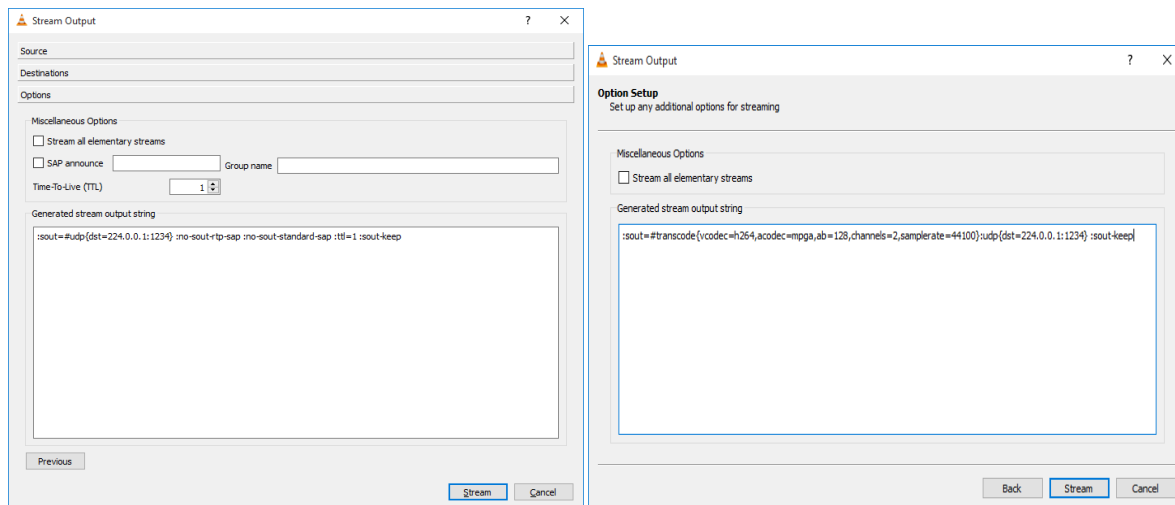 Stream Output
?
Source
Destinations
Options
Miscellaneous Options
Stream all elementary streams
SAP announce
Group name
Time-To-Live (TTL)
1
Generated stream output string
:sout=#udp{dst=224.0.0.1:1234} :no-sout-rtp-sap :no-sout-standard-sap :ttl=1 :sout-keep
Previous
Stream
Cancel
Stream Output
?
Option Setup
Set up any additional options for streaming
Miscellaneous Options
Stream all elementary streams
Generated stream output string
:sout=#transcode{vcodec=h264,acodec=mpga,ab=128,channels=2,samplerate=44100}:udp{dst=224.0.0.1:1234} :sout-keep
Back
Stream
Cancel